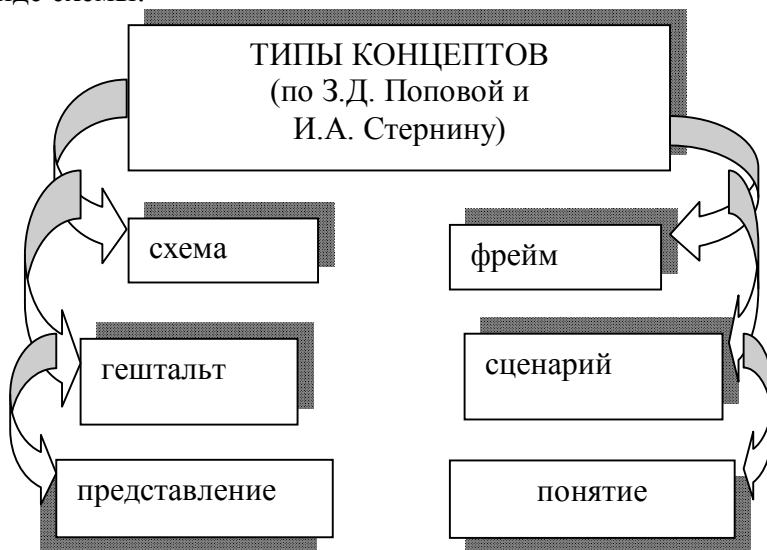 ТИПЫ КОНЦЕПТОВ
(по З.Д. Поповой и
И.А. Стернину)
схема
фрейм
гештальт
сценарий
представление
понятие